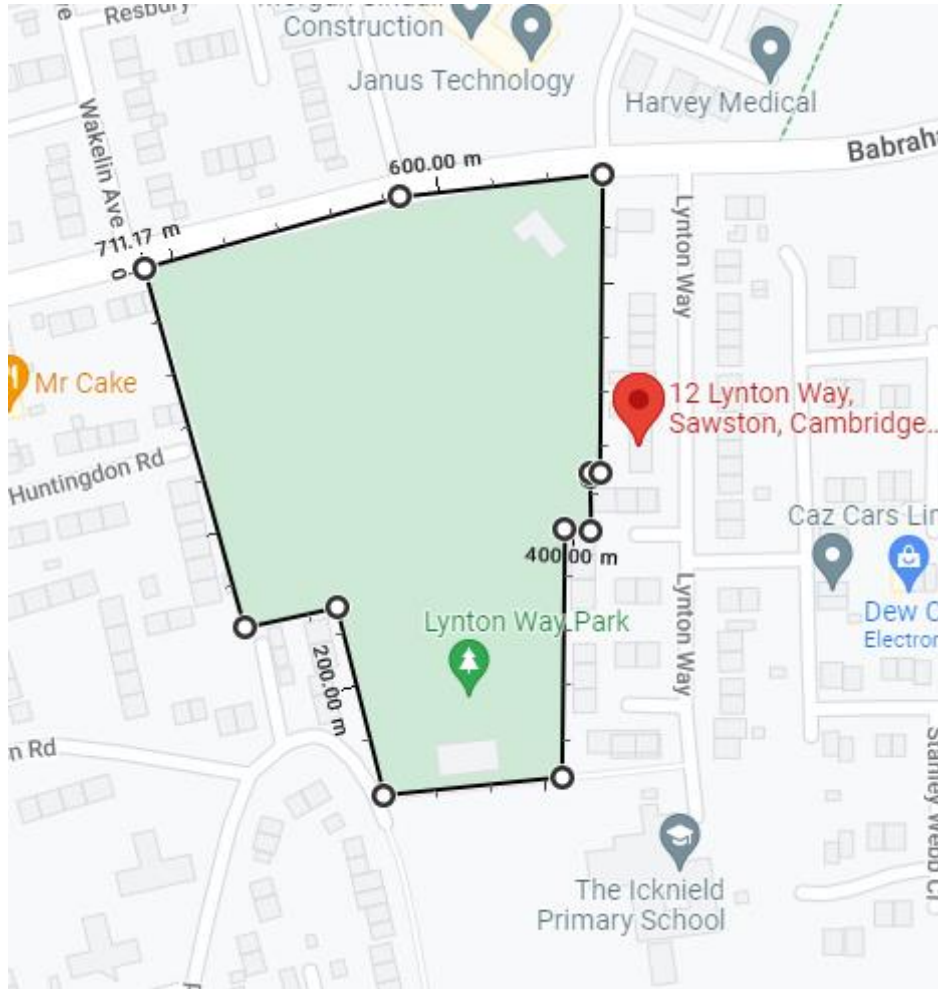 Resbury
Construction
Janus Technology
Harvey Medical
Wakelin Ave
600.00 m
Babrah
711.17 m
0
Lynton Way
Mr Cake
12 Lynton Way,
Sawston, Cambridge...
Huntingdon Rd
Caz Cars Lim
400.00 m
Lynton Way
Dew C
Electron
Lynton Way Park
200.00 m
n Rd
Stanley Webb Cl
The Icknield
Primary School